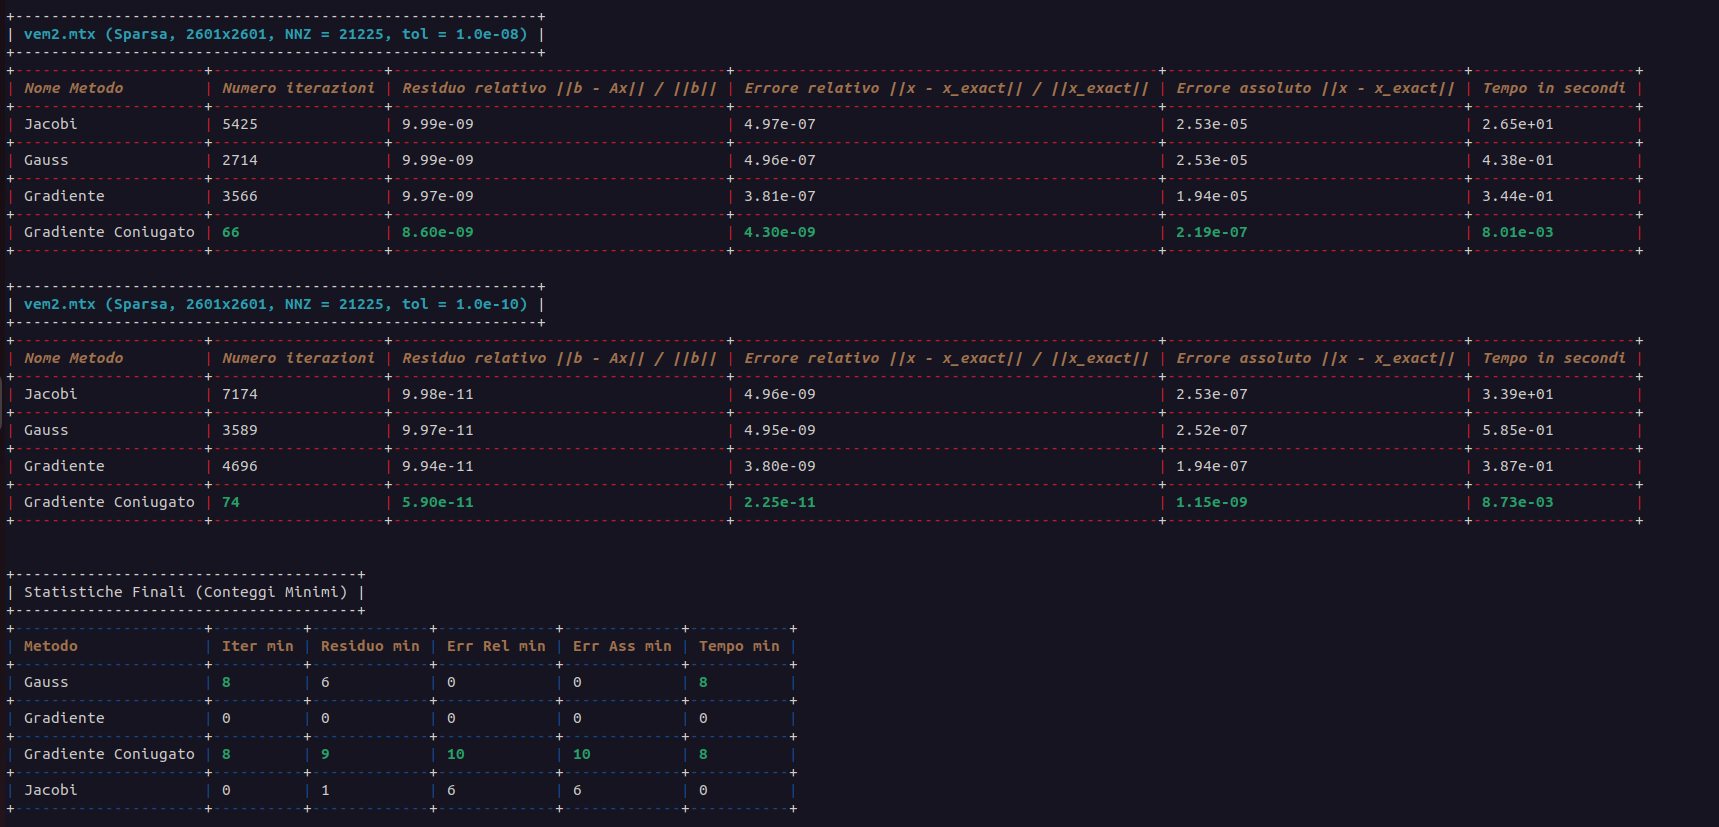 vem2.mtx (Sparsa, 2601x2601, NNZ = 21225, tol = 1.0e-08)
Nome Metodo | Numero iterazioni | Residuo relativo ||b - Ax|| / ||b|| | Errore relativo ||x - x_exact|| / ||x_exact|| | Errore assoluto ||x - x_exact|| | Tempo in secondi
Jacobi | 5425 | 9.99e-09 | 4.97e-07 | 2.53e-05 | 2.65e+01
Gauss | 2714 | 9.99e-09 | 4.96e-07 | 2.53e-05 | 4.38e-01
Gradiente | 3566 | 9.97e-09 | 3.81e-07 | 1.94e-05 | 3.44e-01
Gradiente Coniugato | 66 | 8.60e-09 | 4.30e-09 | 2.19e-07 | 8.01e-03
vem2.mtx (Sparsa, 2601x2601, NNZ = 21225, tol = 1.0e-10)
Nome Metodo | Numero iterazioni | Residuo relativo ||b - Ax|| / ||b|| | Errore relativo ||x - x_exact|| / ||x_exact|| | Errore assoluto ||x - x_exact|| | Tempo in secondi
Jacobi | 7174 | 9.98e-11 | 4.96e-09 | 2.53e-07 | 3.39e+01
Gauss | 3589 | 9.97e-11 | 4.95e-09 | 2.52e-07 | 5.85e-01
Gradiente | 4696 | 9.94e-11 | 3.80e-09 | 1.94e-07 | 3.87e-01
Gradiente Coniugato | 74 | 5.90e-11 | 2.25e-11 | 1.15e-09 | 8.73e-03
Statistiche Finali (Conteggi Minimi)
Metodo | Iter min | Residuo min | Err Rel min | Err Ass min | Tempo min
Gauss | 8 | 6 | 0 | 0 | 8
Gradiente | 0 | 0 | 0 | 0 | 0
Gradiente Coniugato | 8 | 9 | 10 | 10 | 8
Jacobi | 0 | 1 | 6 | 6 | 0